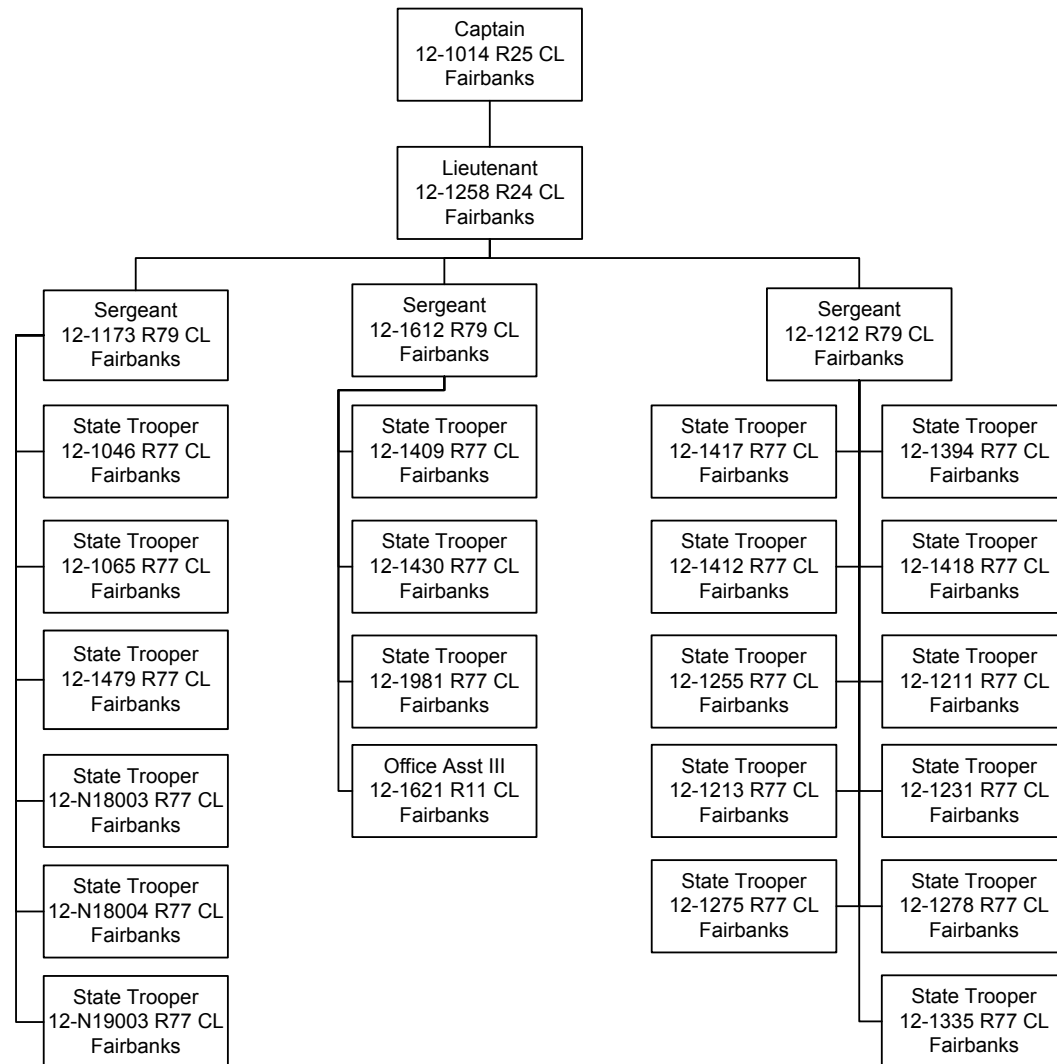 Captain
12-1014 R25 CL
Fairbanks
Lieutenant
12-1258 R24 CL
Fairbanks
Sergeant
12-1173 R79 CL
Fairbanks
State Trooper
12-1046 R77 CL
Fairbanks
State Trooper
12-1065 R77 CL
Fairbanks
State Trooper
12-1479 R77 CL
Fairbanks
State Trooper
12-N18003 R77 CL
Fairbanks
State Trooper
12-N18004 R77 CL
Fairbanks
State Trooper
12-N19003 R77 CL
Fairbanks
Sergeant
12-1612 R79 CL
Fairbanks
State Trooper
12-1409 R77 CL
Fairbanks
State Trooper
12-1430 R77 CL
Fairbanks
State Trooper
12-1981 R77 CL
Fairbanks
Office Asst III
12-1621 R11 CL
Fairbanks
Sergeant
12-1212 R79 CL
Fairbanks
State Trooper
12-1417 R77 CL
Fairbanks
State Trooper
12-1394 R77 CL
Fairbanks
State Trooper
12-1412 R77 CL
Fairbanks
State Trooper
12-1418 R77 CL
Fairbanks
State Trooper
12-1255 R77 CL
Fairbanks
State Trooper
12-1211 R77 CL
Fairbanks
State Trooper
12-1213 R77 CL
Fairbanks
State Trooper
12-1231 R77 CL
Fairbanks
State Trooper
12-1275 R77 CL
Fairbanks
State Trooper
12-1278 R77 CL
Fairbanks
State Trooper
12-1335 R77 CL
Fairbanks